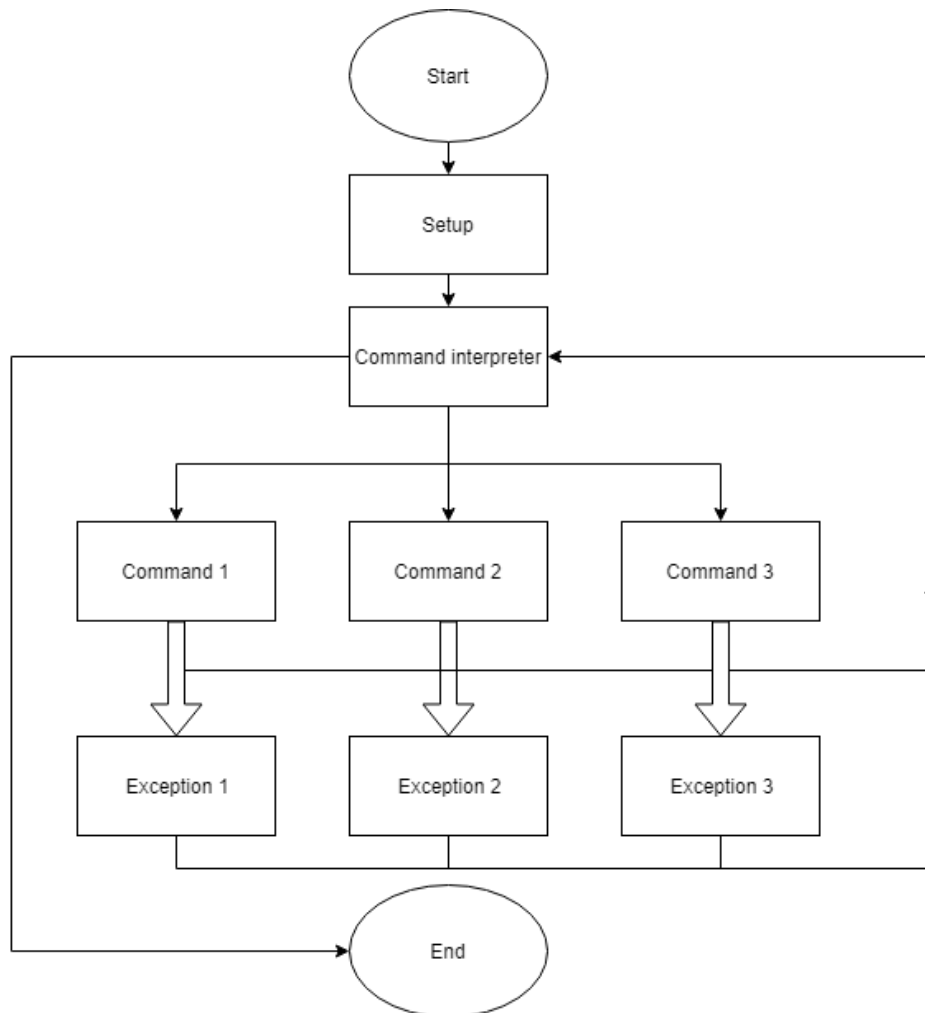 Start
Setup
Command interpreter
Command 1
Command 2
Command 3
Exception 1
Exception 2
Exception 3
End